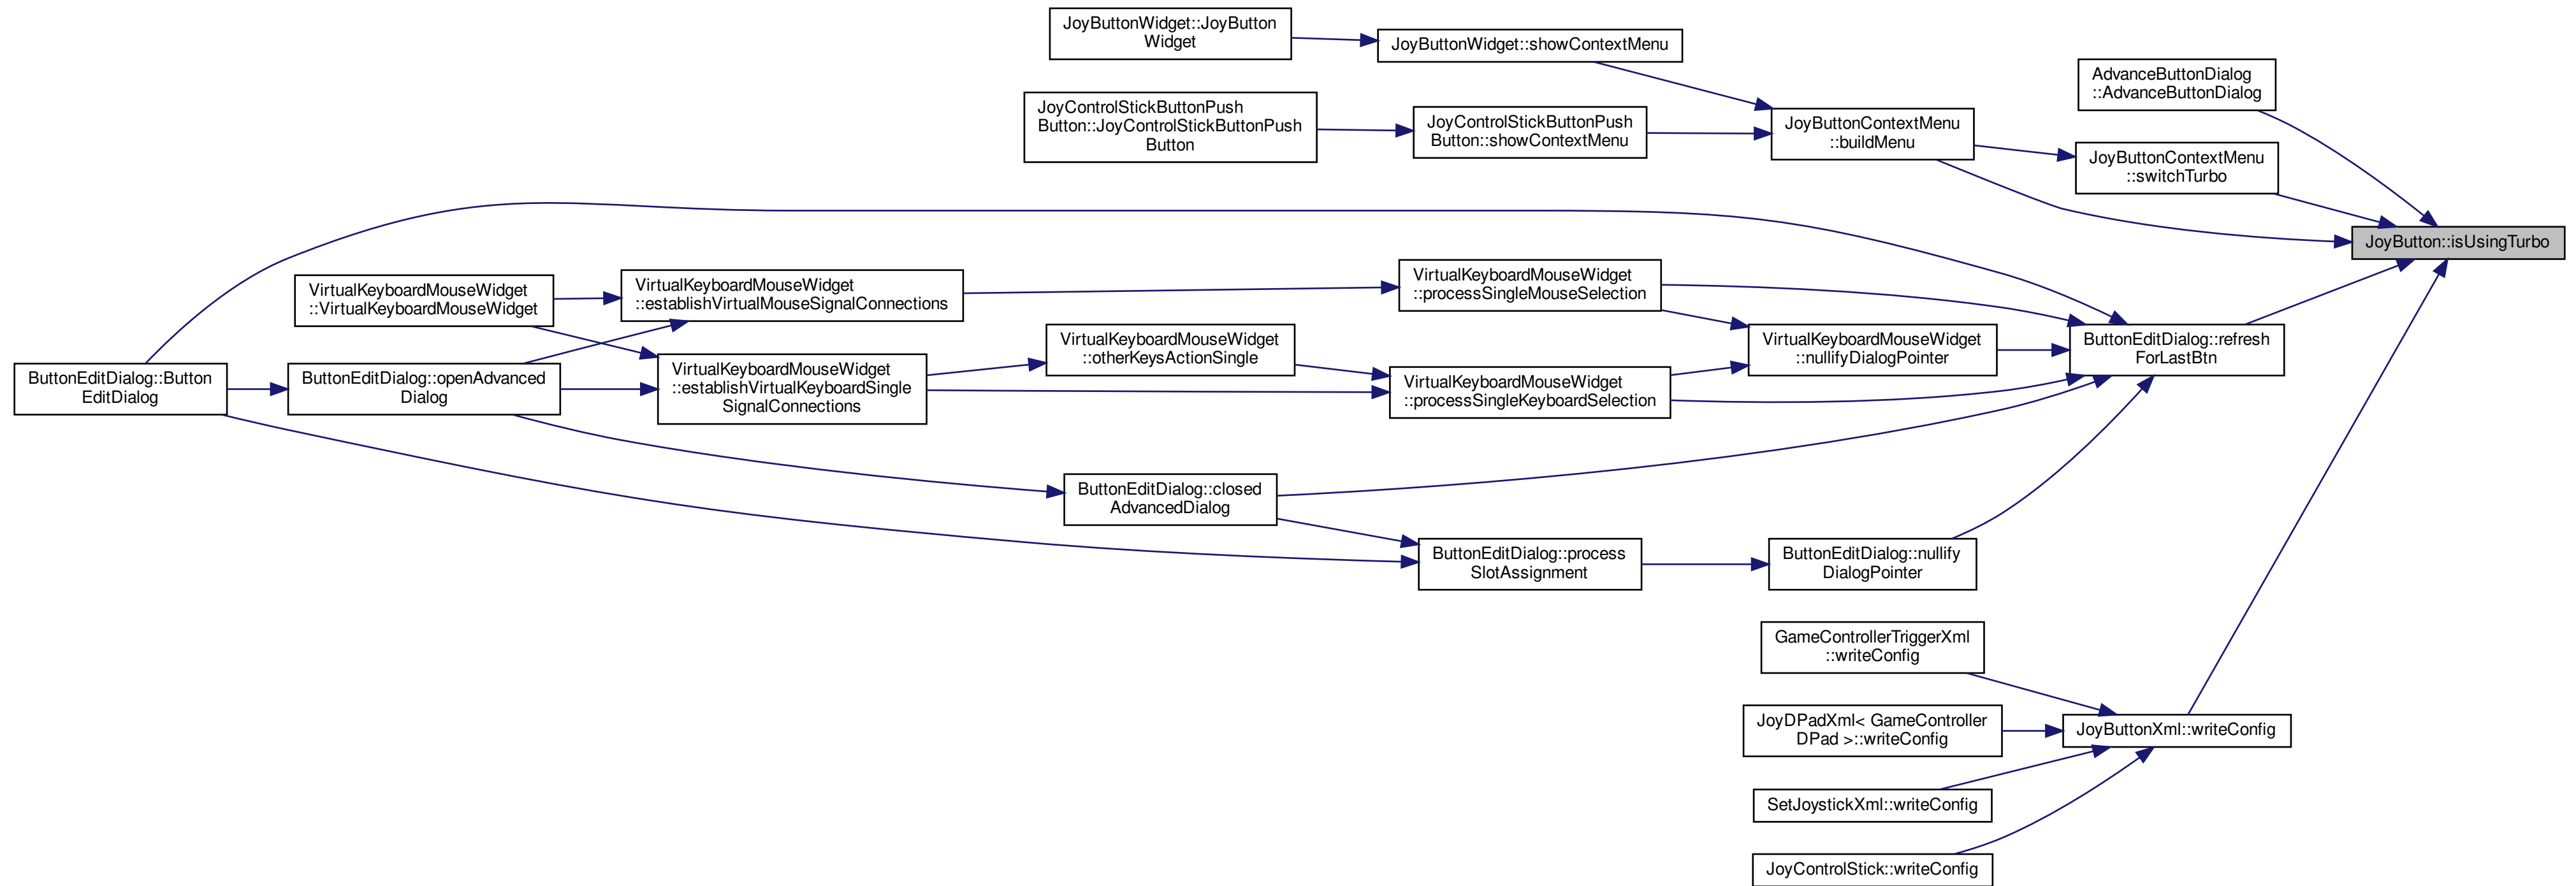 JoyButtonWidget::JoyButton
Widget
JoyButtonWidget::showContextMenu
AdvanceButtonDialog
::AdvanceButtonDialog
JoyControlStickButtonPush
Button::JoyControlStickButtonPush
Button
JoyControlStickButtonPush
Button::showContextMenu
JoyButtonContextMenu
::buildMenu
JoyButtonContextMenu
::switchTurbo
JoyButton::isUsingTurbo
VirtualKeyboardMouseWidget
::VirtualKeyboardMouseWidget
VirtualKeyboardMouseWidget
::establishVirtualMouseSignalConnections
VirtualKeyboardMouseWidget
::processSingleMouseSelection
VirtualKeyboardMouseWidget
::otherKeysActionSingle
VirtualKeyboardMouseWidget
::nullifyDialogPointer
ButtonEditDialog::refresh
ForLastBtn
ButtonEditDialog::Button
EditDialog
ButtonEditDialog::openAdvanced
Dialog
VirtualKeyboardMouseWidget
::establishVirtualKeyboardSingle
SignalConnections
VirtualKeyboardMouseWidget
::processSingleKeyboardSelection
ButtonEditDialog::closed
AdvancedDialog
ButtonEditDialog::process
SlotAssignment
ButtonEditDialog::nullify
DialogPointer
GameControllerTriggerXml
::writeConfig
JoyDPadXml< GameController
DPad >::writeConfig
JoyButtonXml::writeConfig
SetJoystickXml::writeConfig
JoyControlStick::writeConfig